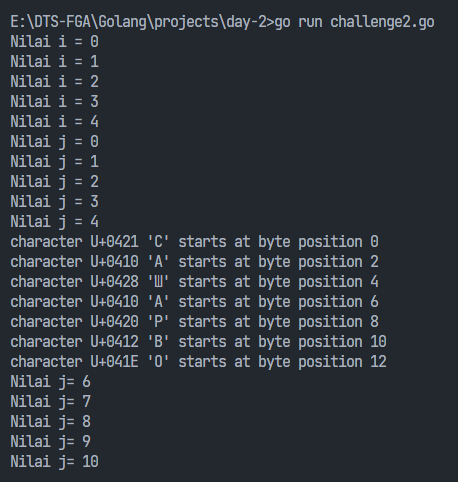 E:\DTS-FGA\Golang\projects\day-2>go run challenge2.go
Nilai i = 0
Nilai i = 1
Nilai i = 2
Nilai i = 3
Nilai i = 4
Nilai j = 0
Nilai j = 1
Nilai j = 2
Nilai j = 3
Nilai j = 4
character U+0421 'С' starts at byte position 0
character U+0410 'А' starts at byte position 2
character U+0428 'Ш' starts at byte position 4
character U+0410 'А' starts at byte position 6
character U+0420 'Р' starts at byte position 8
character U+0412 'В' starts at byte position 10
character U+041E 'О' starts at byte position 12
Nilai j= 6
Nilai j= 7
Nilai j= 8
Nilai j= 9
Nilai j= 10